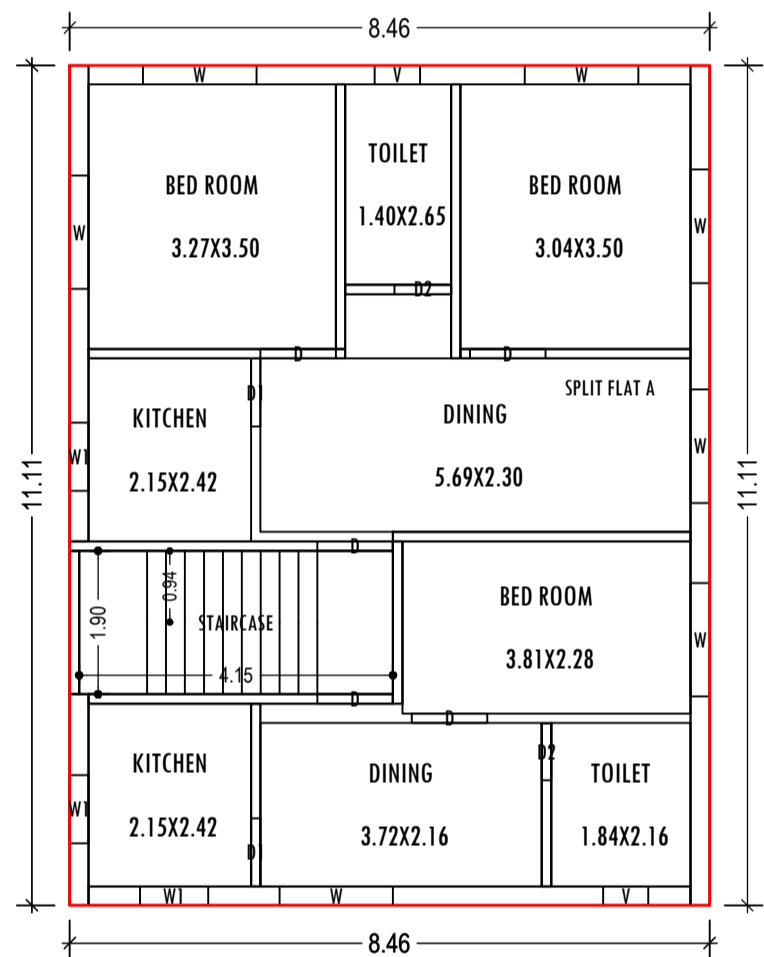 8.46
W
V
W
TOILET
1.40X2.65
BED ROOM
3.27X3.50
BED ROOM
3.04X3.50
W
W
D2
D
D
SPLIT FLAT A
D1
KITCHEN
2.15X2.42
DINING
5.69X2.30
W1
W
11.11
11.11
D
0.94
1.90
STAIRCASE
4.15
BED ROOM
3.81X2.28
W
D
D
KITCHEN
2.15X2.42
DINING
3.72X2.16
D2
TOILET
1.84X2.16
W1
D1
W1
W
V
8.46